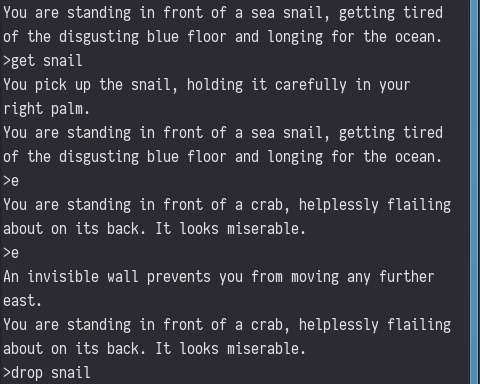 You are standing in front of a sea snail, getting tired
of the disgusting blue floor and longing for the ocean.
>get snail
You pick up the snail, holding it carefully in your
right palm.
You are standing in front of a sea snail, getting tired
of the disgusting blue floor and longing for the ocean.
>e
You are standing in front of a crab, helplessly flailing
about on its back. It looks miserable.
>e
An invisible wall prevents you from moving any further
east.
You are standing in front of a crab, helplessly flailing
about on its back. It looks miserable.
>drop snail